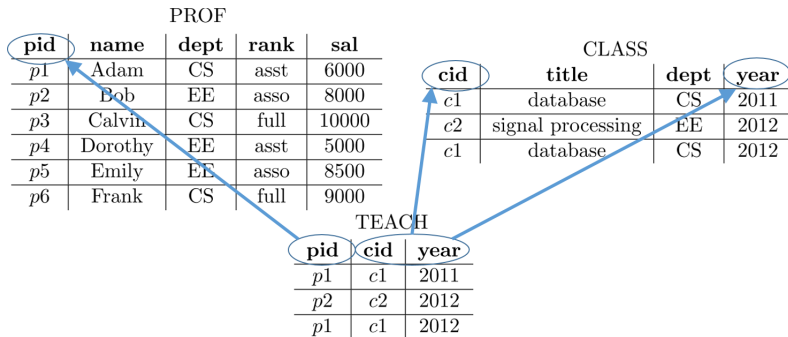 PROF
pid name dept rank sal
p1 Adam CS asst 6000
p2 Bob EE asso 8000
p3 Calvin CS full 10000
p4 Dorothy EE asst 5000
p5 Emily EE asso 8500
p6 Frank CS full 9000
CLASS
cid title dept year
c1 database CS 2011
c2 signal processing EE 2012
c1 database CS 2012
TEACH
pid cid year
p1 c1 2011
p2 c2 2012
p1 c1 2012